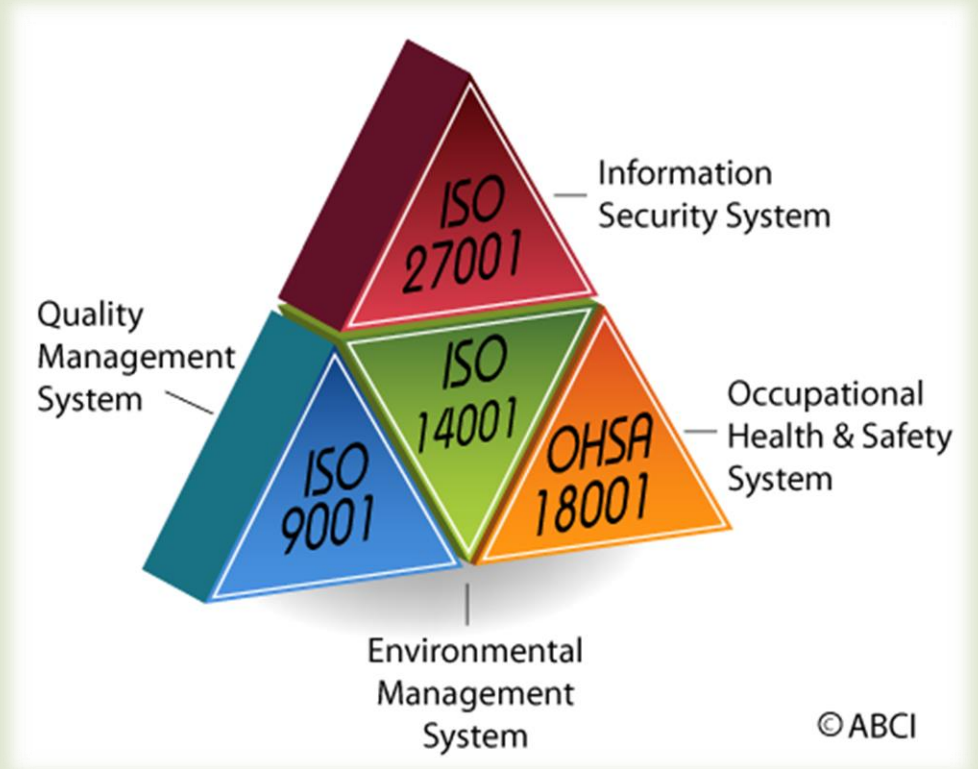 ISO
27001
Information
Security System
Quality
Management
System
ISO
14001
ISO
9001
OHSA
18001
Occupational
Health & Safety
System
Environmental
Management
System
© ABCI